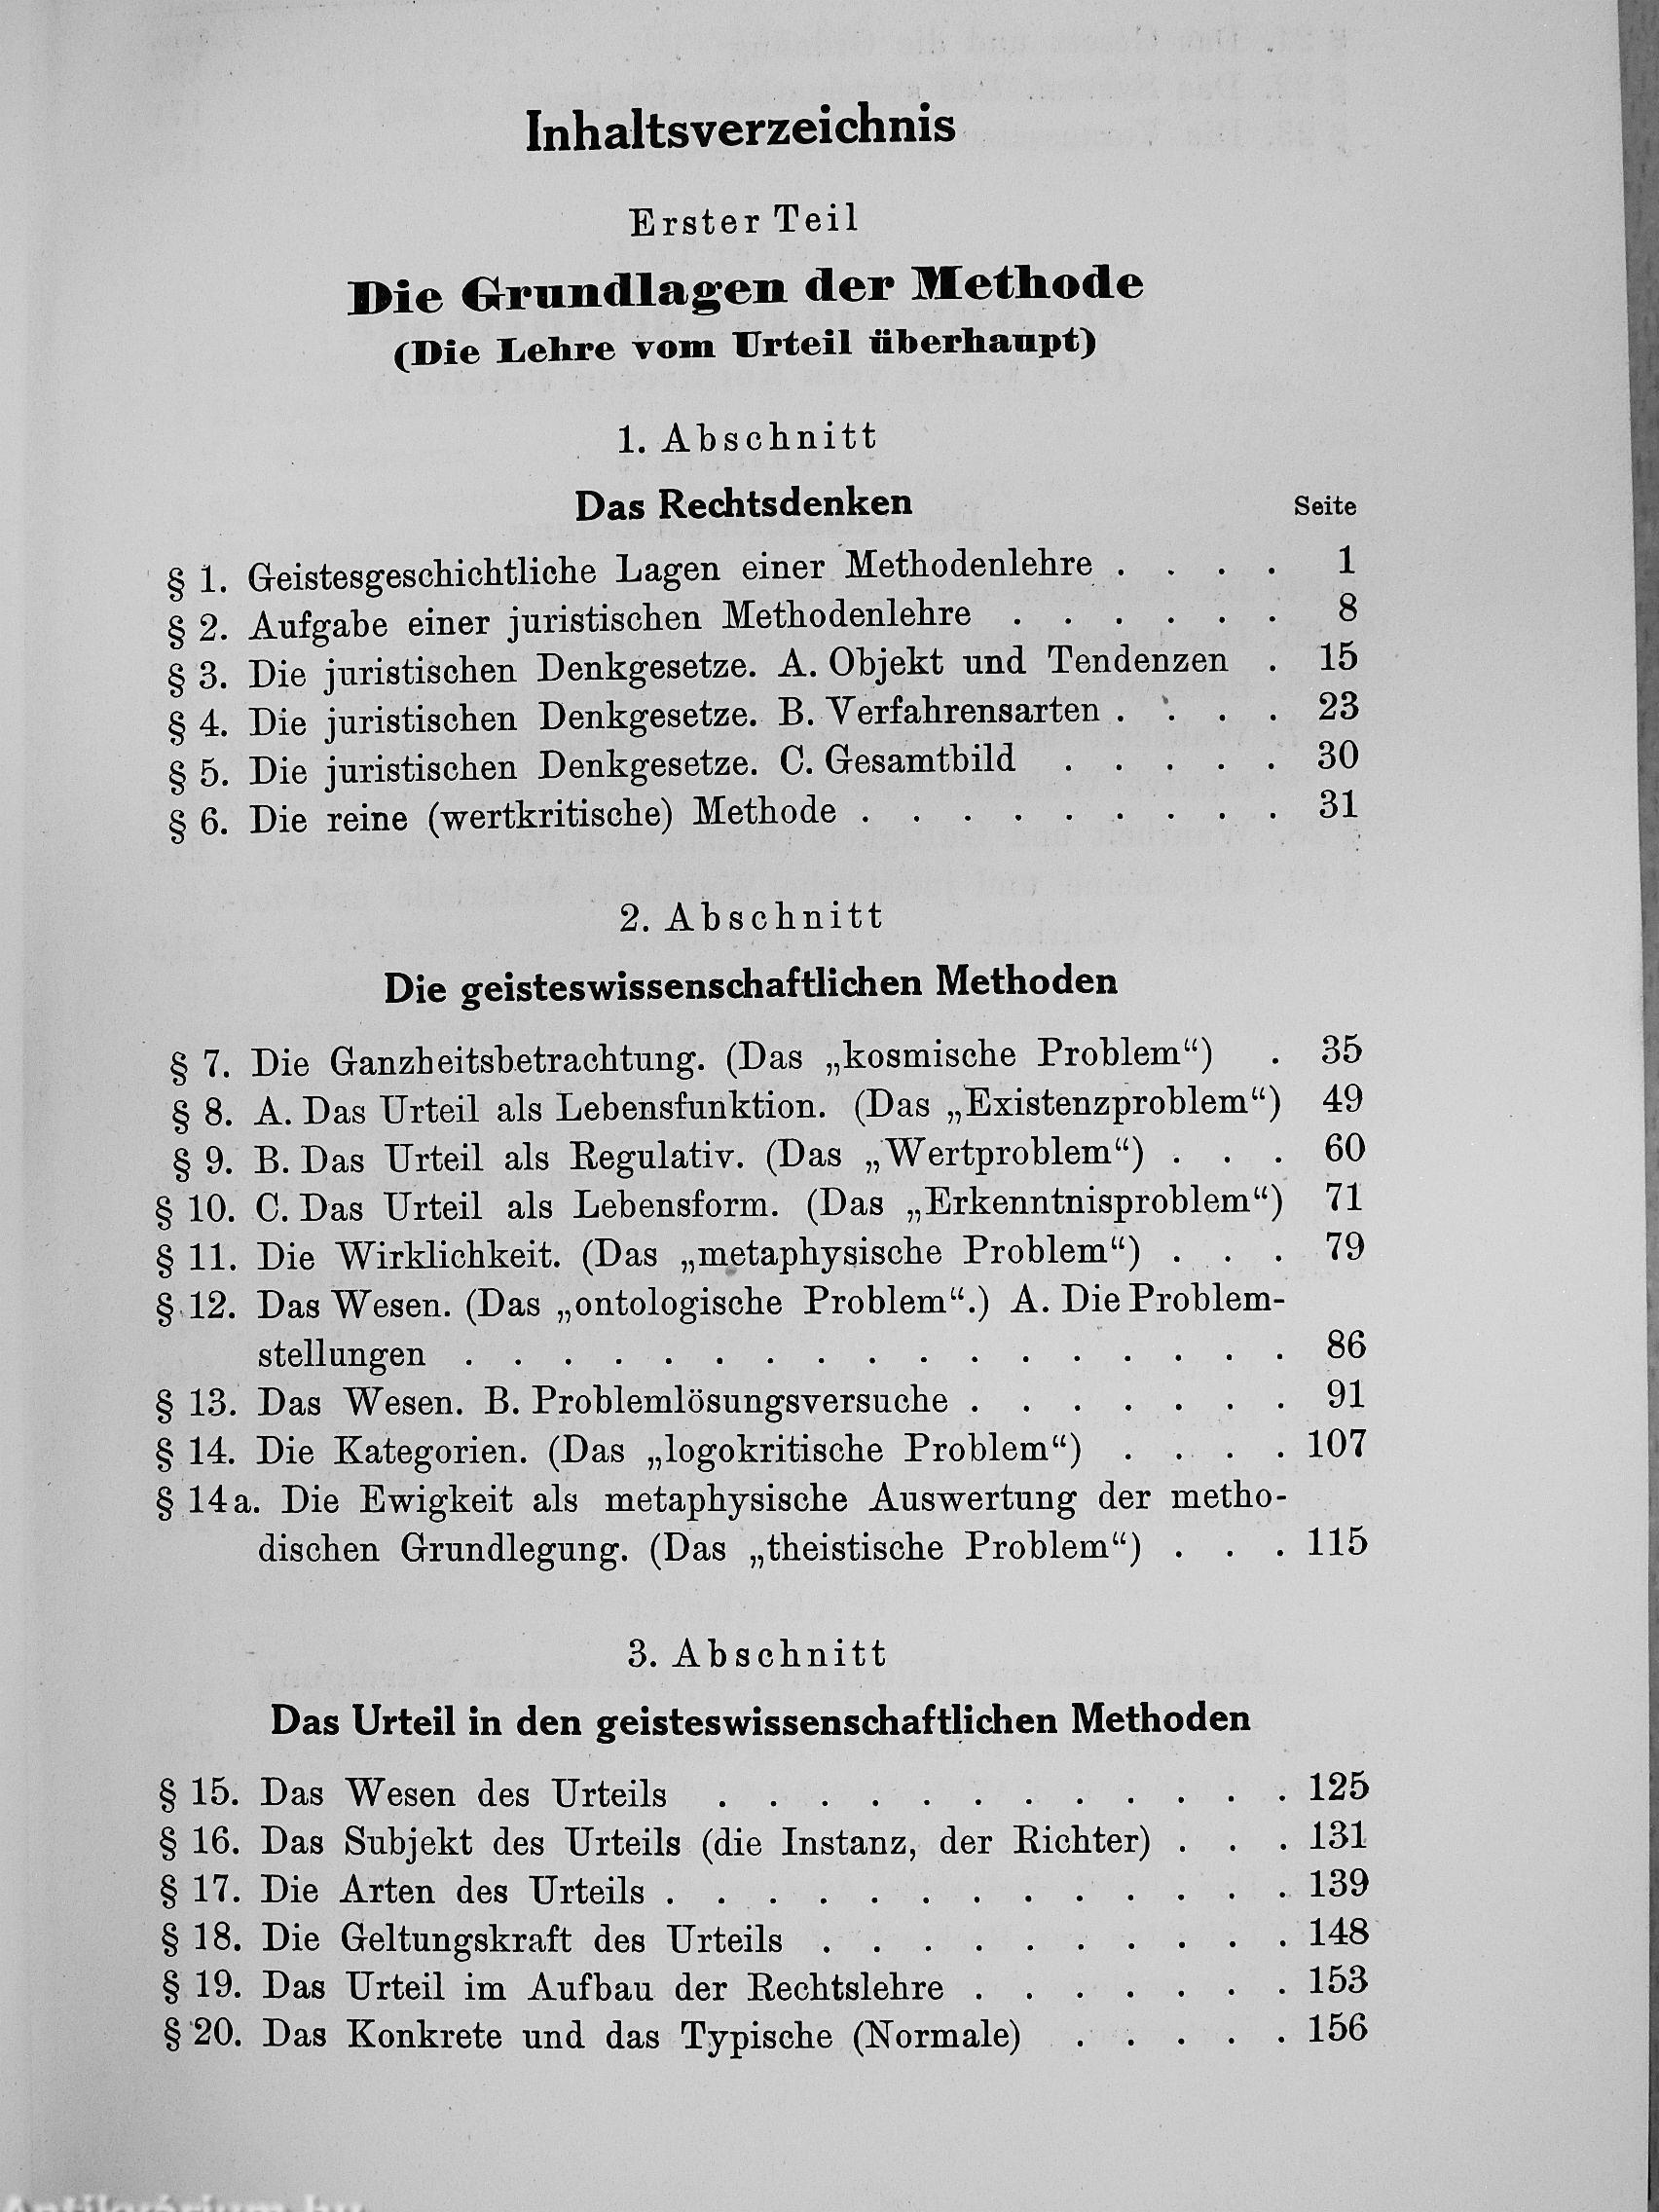 Inhaltsverzeichnis
Erster Teil
Die Grundlagen der Methode
(Die Lehre vom Urteil überhaupt)
1. Abschnitt
Das Rechtsdenken
Seite
§ 1. Geistesgeschichtliche Lagen einer Methodenlehre . . . . 1
§ 2. Aufgabe einer juristischen Methodenlehre . . . . . . 8
§ 3. Die juristischen Denkgesetze. A. Objekt und Tendenzen . 15
§ 4. Die juristischen Denkgesetze. B. Verfahrensarten . . . . 23
§ 5. Die juristischen Denkgesetze. C. Gesamtbild . . . . . 30
§ 6. Die reine (wertkritische) Methode . . . . . . . . . 31
2. Abschnitt
Die geisteswissenschaftlichen Methoden
§ 7. Die Ganzheitsbetrachtung. (Das „kosmische Problem“) . 35
§ 8. A. Das Urteil als Lebensfunktion. (Das „Existenzproblem“) 49
§ 9. B. Das Urteil als Regulativ. (Das „Wertproblem“) . . . 60
§ 10. C. Das Urteil als Lebensform. (Das „Erkenntnisproblem“) 71
§ 11. Die Wirklichkeit. (Das „metaphysische Problem“) . . . 79
§ 12. Das Wesen. (Das „ontologische Problem“.) A. Die Problem-
stellungen . . . . . . . . . . . . . . . . . 86
§ 13. Das Wesen. B. Problemlösungsversuche . . . . . . . 91
§ 14. Die Kategorien. (Das „logokritische Problem“) . . . . 107
§ 14a. Die Ewigkeit als metaphysische Auswertung der metho-
dischen Grundlegung. (Das „theistische Problem“) . . . 115
3. Abschnitt
Das Urteil in den geisteswissenschaftlichen Methoden
§ 15. Das Wesen des Urteils . . . . . . . . . . . . 125
§ 16. Das Subjekt des Urteils (die Instanz, der Richter) . . . 131
§ 17. Die Arten des Urteils . . . . . . . . . . . . . 139
§ 18. Die Geltungskraft des Urteils . . . . . . . . . . 148
§ 19. Das Urteil im Aufbau der Rechtslehre . . . . . . . 153
§ 20. Das Konkrete und das Typische (Normale) . . . . . 156